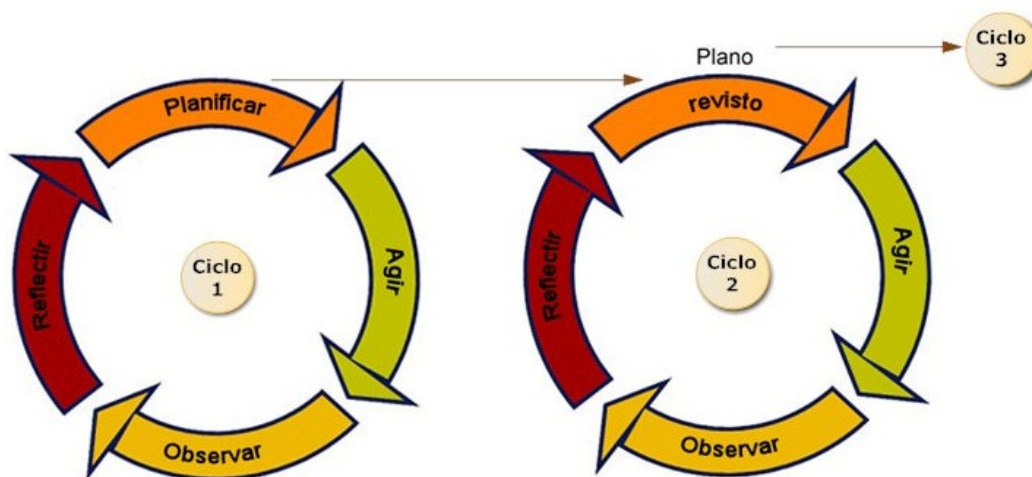 Planificar
Agir
Observar
Reflectir
Ciclo
1
Plano
revisto
Agir
Observar
Reflectir
Ciclo
2
Ciclo
3